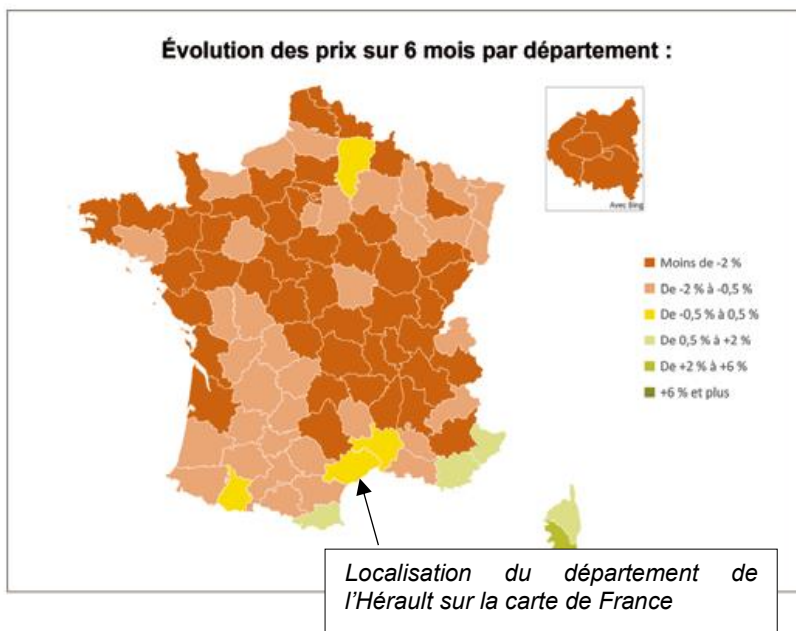 Évolution des prix sur 6 mois par département :
Avec Bing
Moins de -2 %
De -2 % à -0,5 %
De -0,5 % à 0,5 %
De 0,5 % à +2 %
De +2 % à +6 %
+6 % et plus
Localisation du département de
l'Hérault sur la carte de France